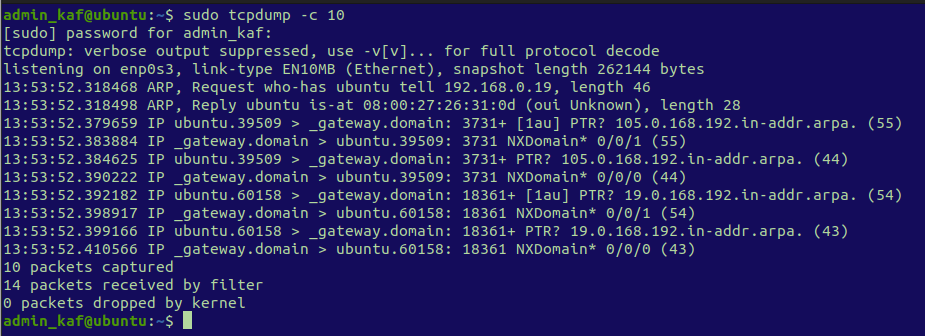 admin_kaf@ubuntu:~$ sudo tcpdump -c 10
[sudo] password for admin_kaf:
tcpdump: verbose output suppressed, use -v[v]... for full protocol decode
listening on enp0s3, link-type EN10MB (Ethernet), snapshot length 262144 bytes
13:53:52.318468 ARP, Request who-has ubuntu tell 192.168.0.19, length 46
13:53:52.318498 ARP, Reply ubuntu is-at 08:00:27:26:31:0d (oui Unknown), length 28
13:53:52.379659 IP ubuntu.39509 > _gateway.domain: 3731+ [1au] PTR? 105.0.168.192.in-addr.arpa. (55)
13:53:52.383884 IP _gateway.domain > ubuntu.39509: 3731 NXDomain* 0/0/1 (55)
13:53:52.384625 IP ubuntu.39509 > _gateway.domain: 3731+ PTR? 105.0.168.192.in-addr.arpa. (44)
13:53:52.390222 IP _gateway.domain > ubuntu.39509: 3731 NXDomain* 0/0/0 (44)
13:53:52.392182 IP ubuntu.60158 > _gateway.domain: 18361+ [1au] PTR? 19.0.168.192.in-addr.arpa. (54)
13:53:52.398917 IP _gateway.domain > ubuntu.60158: 18361 NXDomain* 0/0/1 (54)
13:53:52.399166 IP ubuntu.60158 > _gateway.domain: 18361+ PTR? 19.0.168.192.in-addr.arpa. (43)
13:53:52.410566 IP _gateway.domain > ubuntu.60158: 18361 NXDomain* 0/0/0 (43)
10 packets captured
14 packets received by filter
0 packets dropped by kernel
admin_kaf@ubuntu:~$